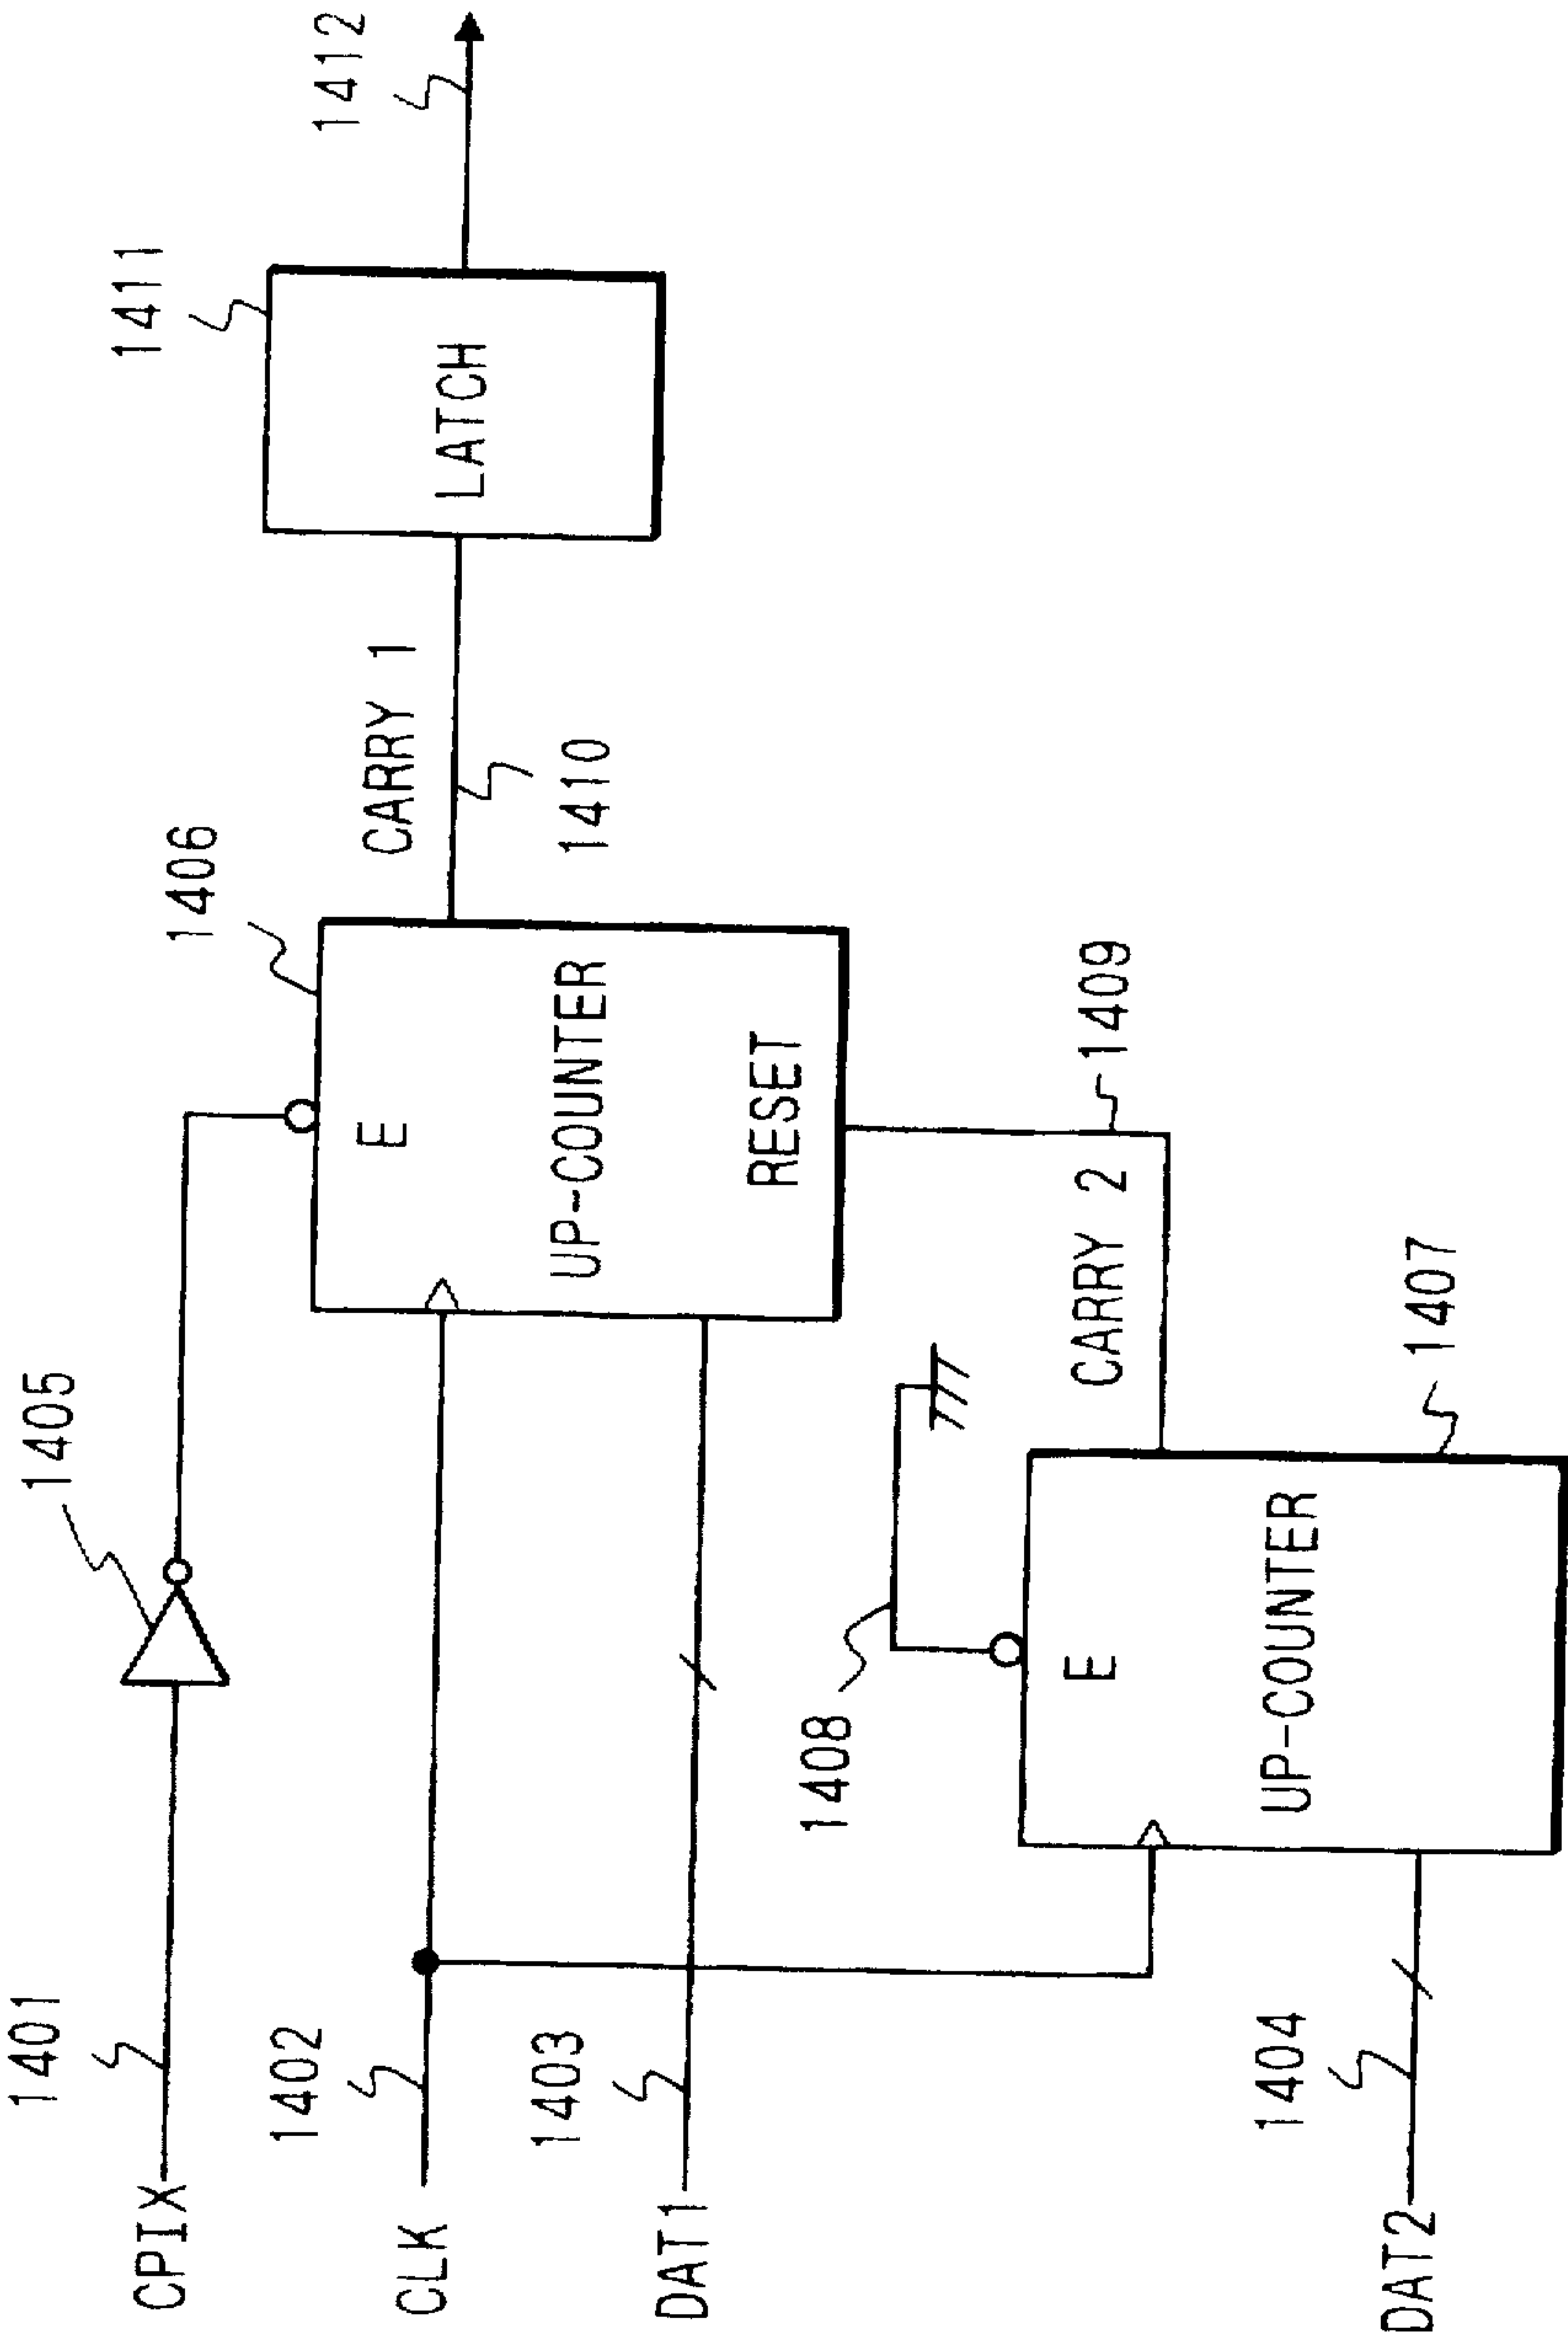 1401
CPIX
1405
1402
CLK
1403
DAT1
1406
E
UP-COUNTER
RESET
CARRY 1
1410
1411
LATCH
1412
1408
CARRY 2
1409
1404
DAT2
E
UP-COUNTER
1407